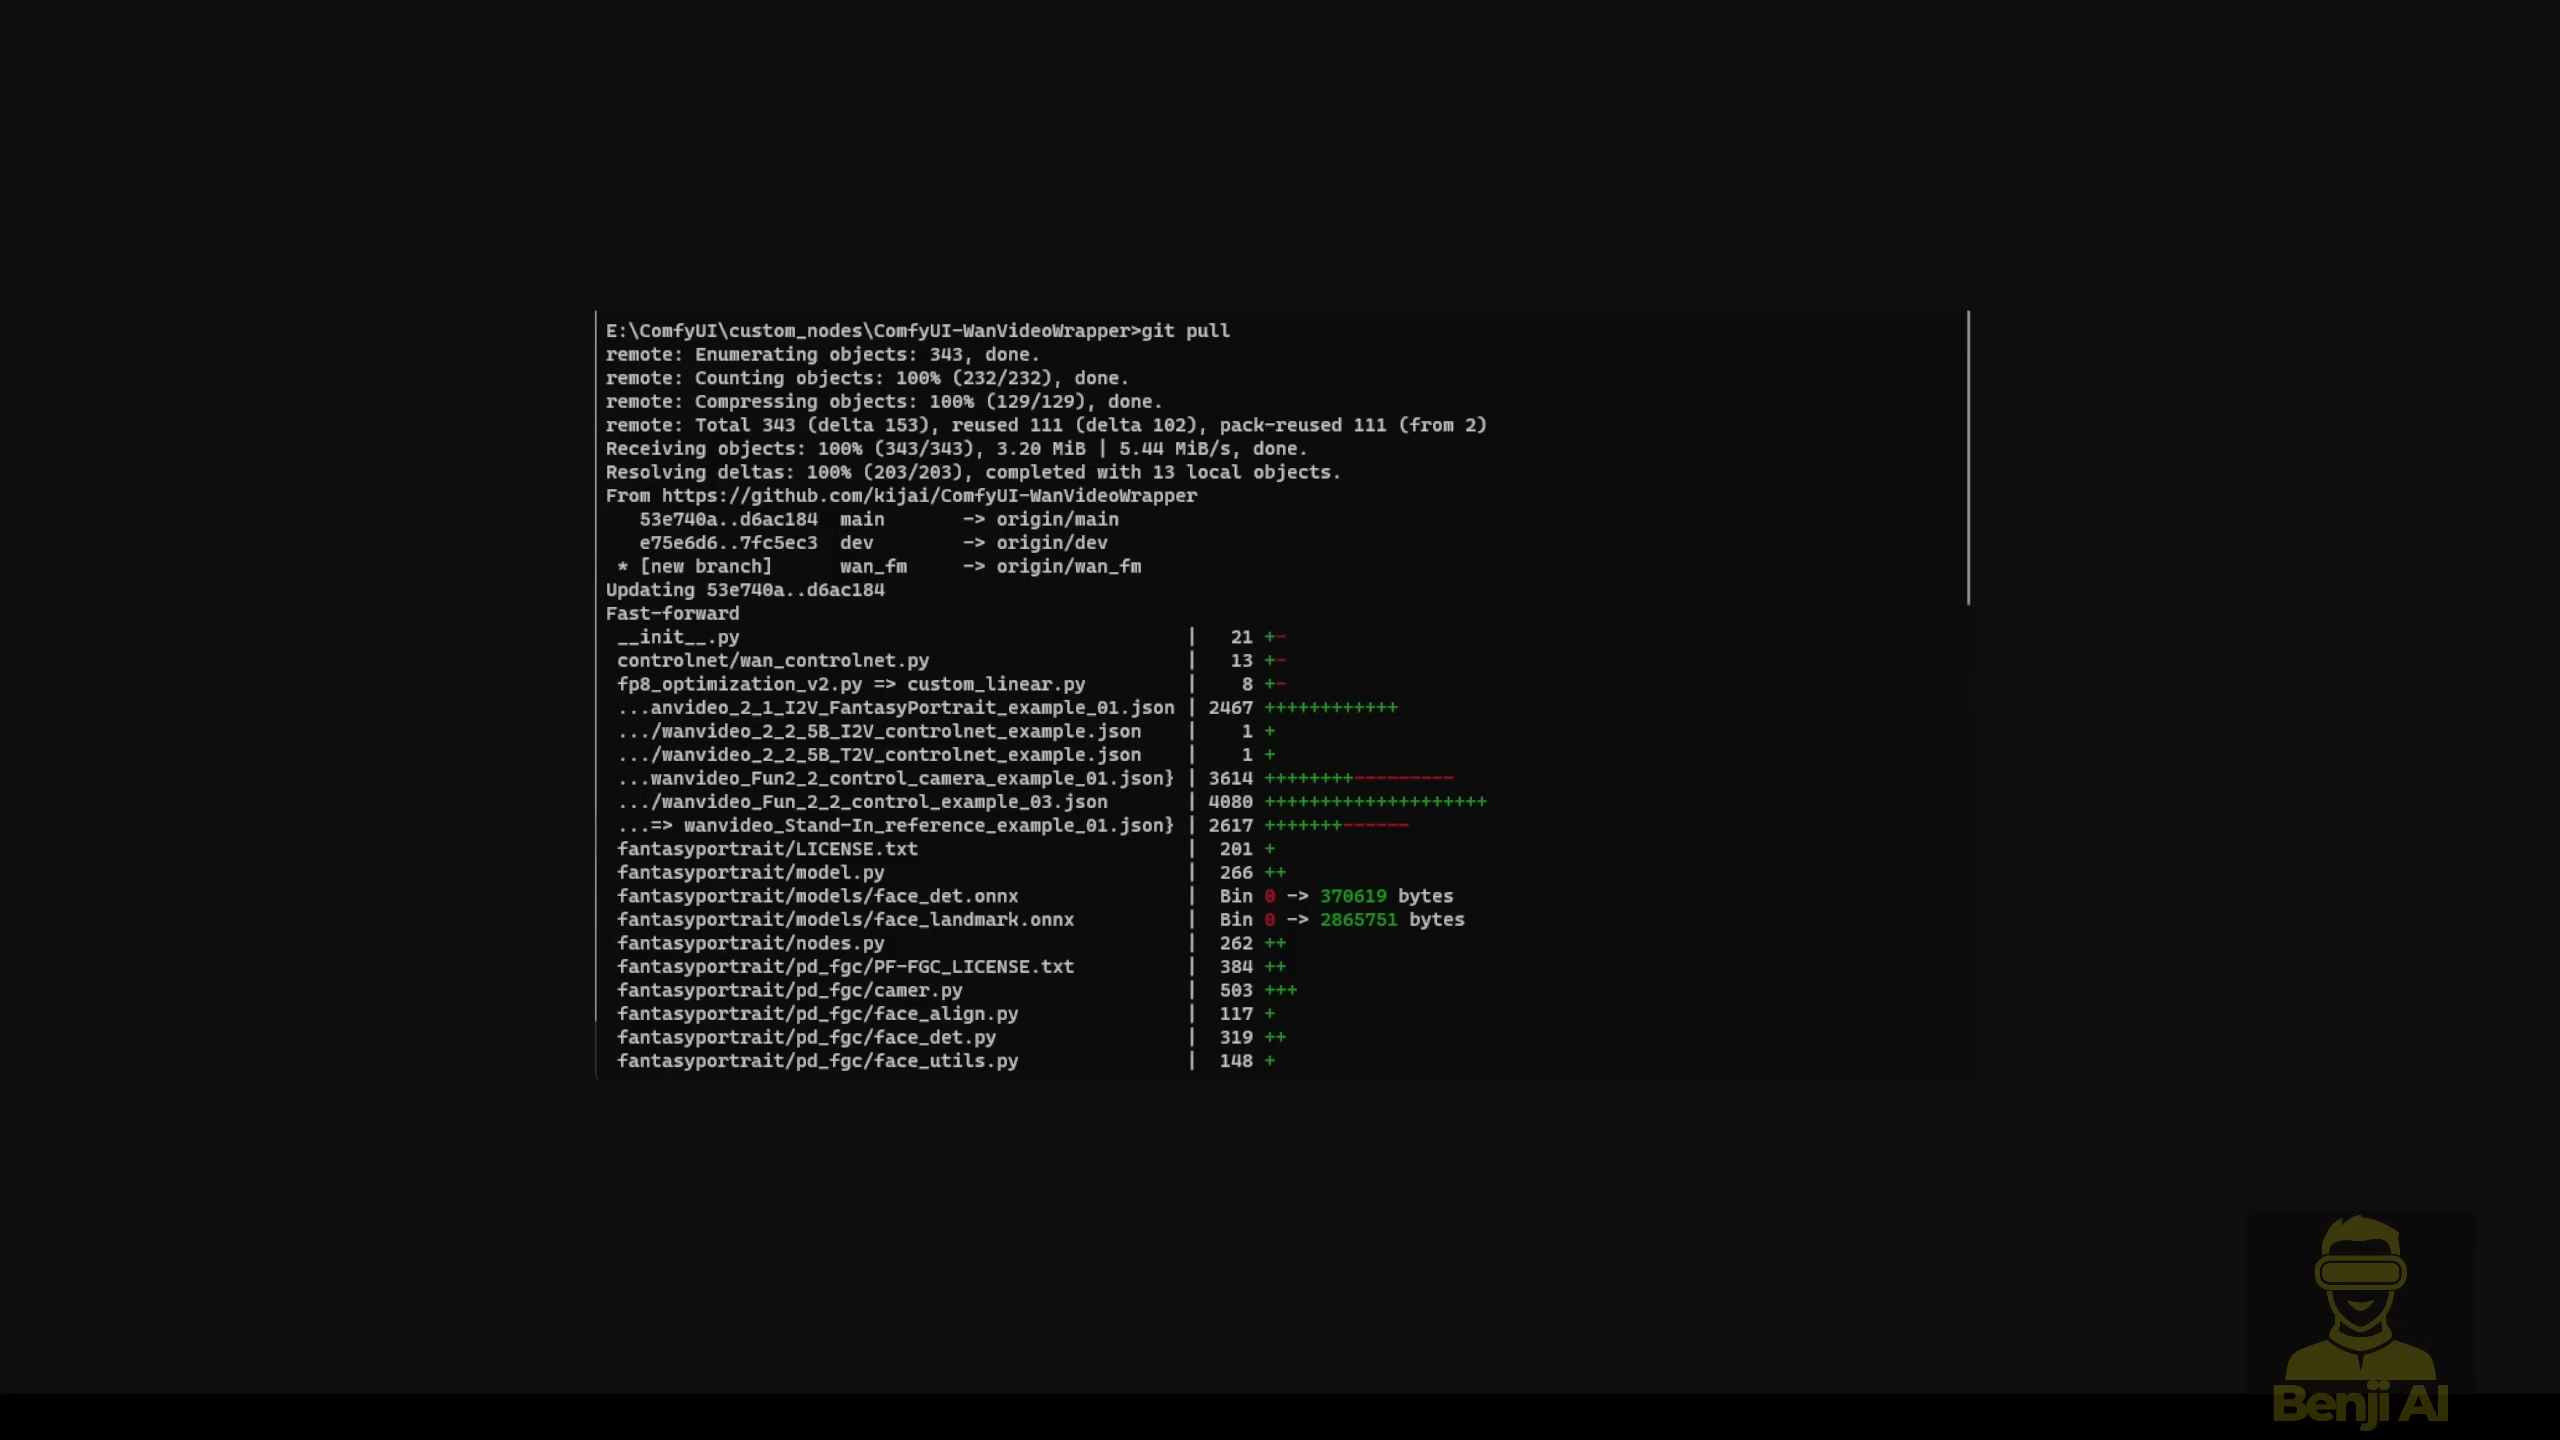 E:\ComfyUI\custom_nodes\ComfyUI-WanVideoWrapper>git pull
remote: Enumerating objects: 343, done.
remote: Counting objects: 100% (232/232), done.
remote: Compressing objects: 100% (129/129), done.
remote: Total 343 (delta 153), reused 111 (delta 102), pack-reused 111 (from 2)
Receiving objects: 100% (343/343), 3.20 MiB | 5.44 MiB/s, done.
Resolving deltas: 100% (203/203), completed with 13 local objects.
From https://github.com/kijai/ComfyUI-WanVideoWrapper
   53e740a..d6ac184  main       -> origin/main
   e75e6d6..7fc5ec3  dev        -> origin/dev
 * [new branch]      wan_fm     -> origin/wan_fm
Updating 53e740a..d6ac184
Fast-forward
 __init__.py                                        |   21 +-
 controlnet/wan_controlnet.py                       |   13 +-
 fp8_optimization_v2.py => custom_linear.py         |    8 +-
 ...anvideo_2_1_I2V_FantasyPortrait_example_01.json | 2467 ++++++++++++
 .../wanvideo_2_2_5B_I2V_controlnet_example.json    |    1 +
 .../wanvideo_2_2_5B_T2V_controlnet_example.json    |    1 +
 ...wanvideo_Fun2_2_control_camera_example_01.json} | 3614 ++++++++---------
 .../wanvideo_Fun_2_2_control_example_03.json       | 4080 ++++++++++++++++++++
 ...=> wanvideo_Stand-In_reference_example_01.json} | 2617 +++++++------
 fantasyportrait/LICENSE.txt                        |  201 +
 fantasyportrait/model.py                           |  266 ++
 fantasyportrait/models/face_det.onnx               |  Bin 0 -> 370619 bytes
 fantasyportrait/models/face_landmark.onnx          |  Bin 0 -> 2865751 bytes
 fantasyportrait/nodes.py                           |  262 ++
 fantasyportrait/pd_fgc/PF-FGC_LICENSE.txt          |  384 ++
 fantasyportrait/pd_fgc/camer.py                    |  503 +++
 fantasyportrait/pd_fgc/face_align.py               |  117 +
 fantasyportrait/pd_fgc/face_det.py                 |  319 ++
 fantasyportrait/pd_fgc/face_utils.py               |  148 +
Benji AI